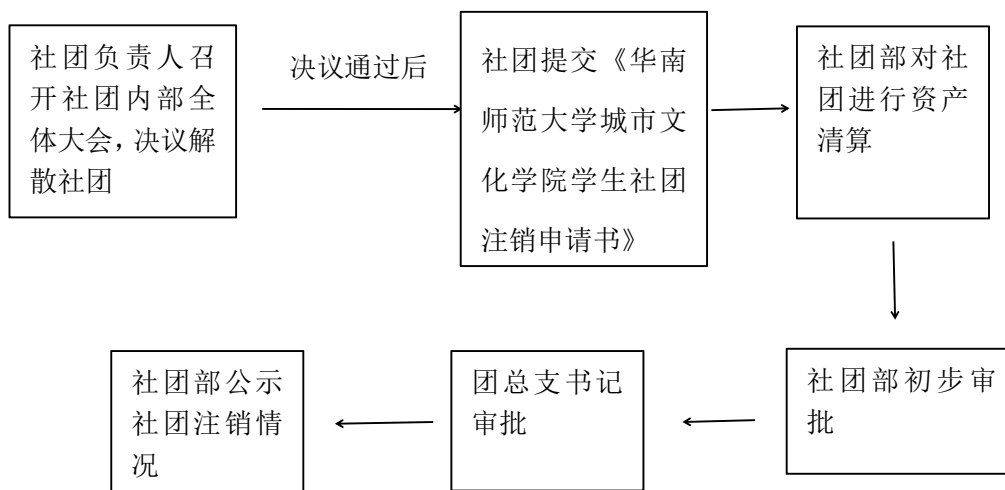 社团负责人召
开社团内部全
体大会，决议解
散社团
决议通过后
社团提交《华南
师范大学城市文
化学院学生社团
注销申请书》
社团部对社
团进行资产
清算
社团部初步审
批
团总支书记
审批
社团部公示
社团注销情
况